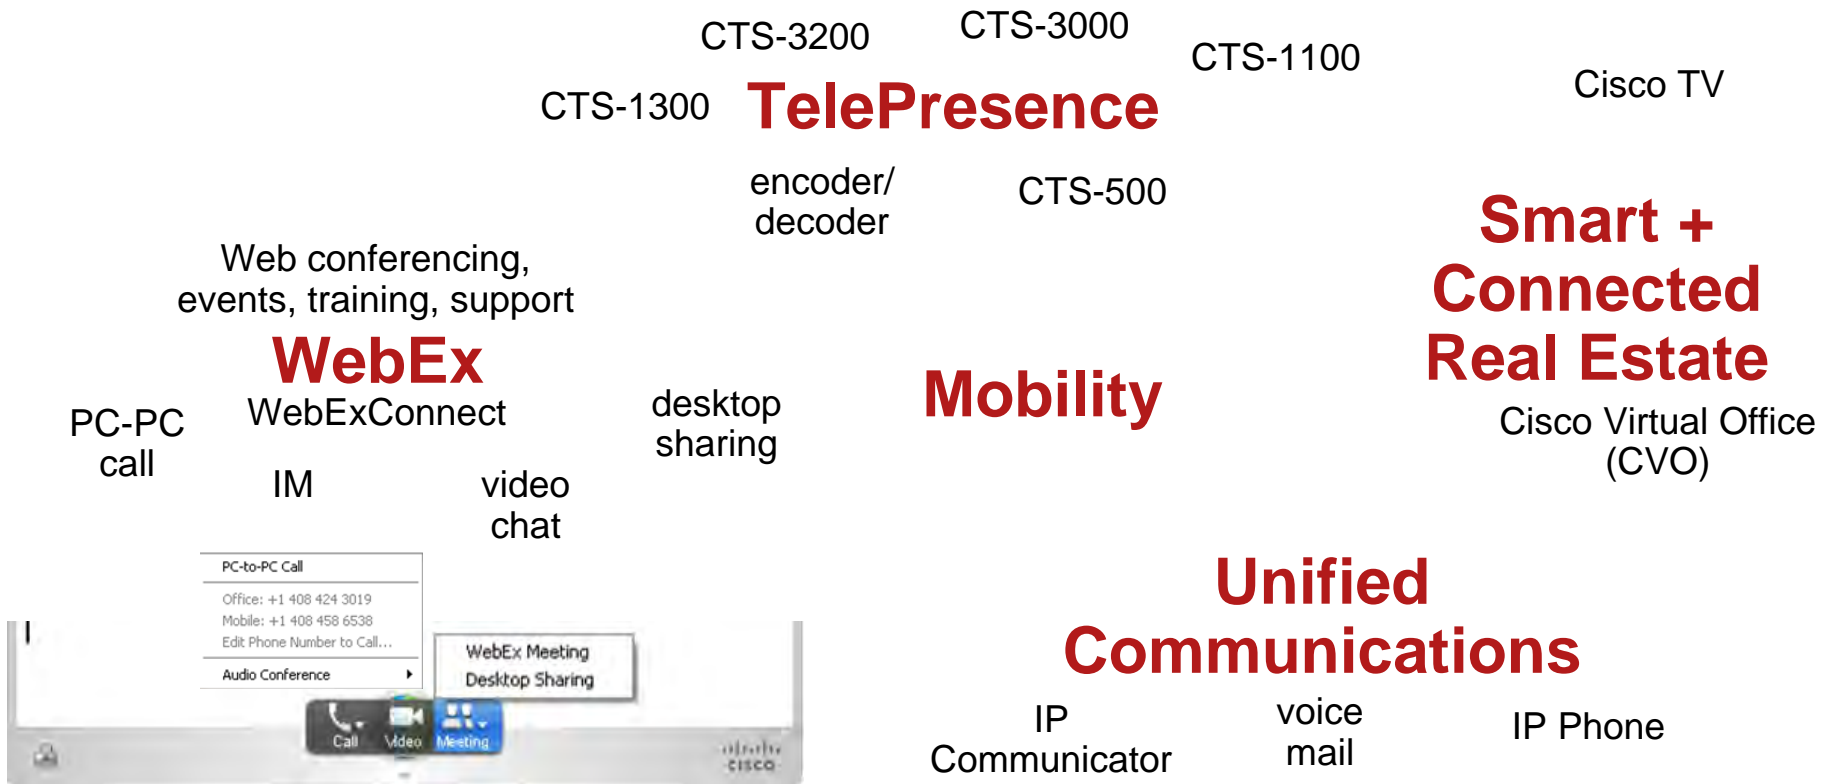 CTS-3200
CTS-3000
CTS-1100
Cisco TV
CTS-1300
TelePresence
encoder/
decoder
CTS-500
Smart +
Connected
Real Estate
Cisco Virtual Office
(CVO)
Web conferencing,
events, training, support
WebEx
WebExConnect
PC-PC
call
IM
video
chat
desktop
sharing
Mobility
Unified
Communications
IP
Communicator
voice
mail
IP Phone
PC-to-PC Call
Office: +1 408 424 3019
Mobile: +1 408 458 6538
Edit Phone Number to Call...
Audio Conference
WebEx Meeting
Desktop Sharing
Call
Video
Meeting
CISCO